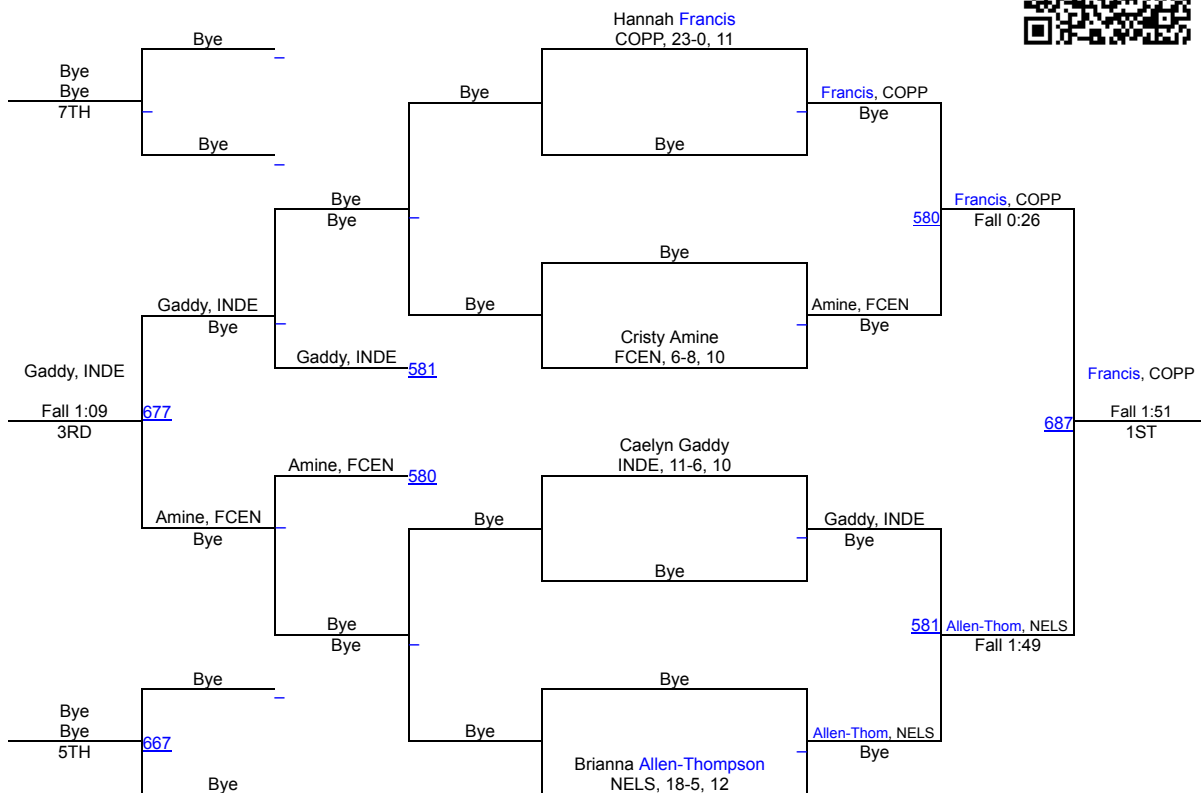 Hannah Francis
COPP, 23-0, 11
Bye
Bye
Bye
7TH
Bye
Francis, COPP
Bye
Bye
Bye
Bye
Bye
Francis, COPP
580
Fall 0:26
Bye
Gaddy, INDE
Bye
Bye
Amine, FCEN
Bye
Cristy Amine
FCEN, 6-8, 10
Gaddy, INDE
581
Gaddy, INDE
Fall 1:09
3RD
677
Francis, COPP
687
Fall 1:51
1ST
Caelyn Gaddy
INDE, 11-6, 10
Amine, FCEN
580
Amine, FCEN
Bye
Bye
Gaddy, INDE
Bye
Bye
Bye
Bye
581
Allen-Thom, NELS
Fall 1:49
Bye
Bye
Bye
Bye
5TH
667
Bye
Allen-Thom, NELS
Bye
Brianna Allen-Thompson
NELS, 18-5, 12
Bye